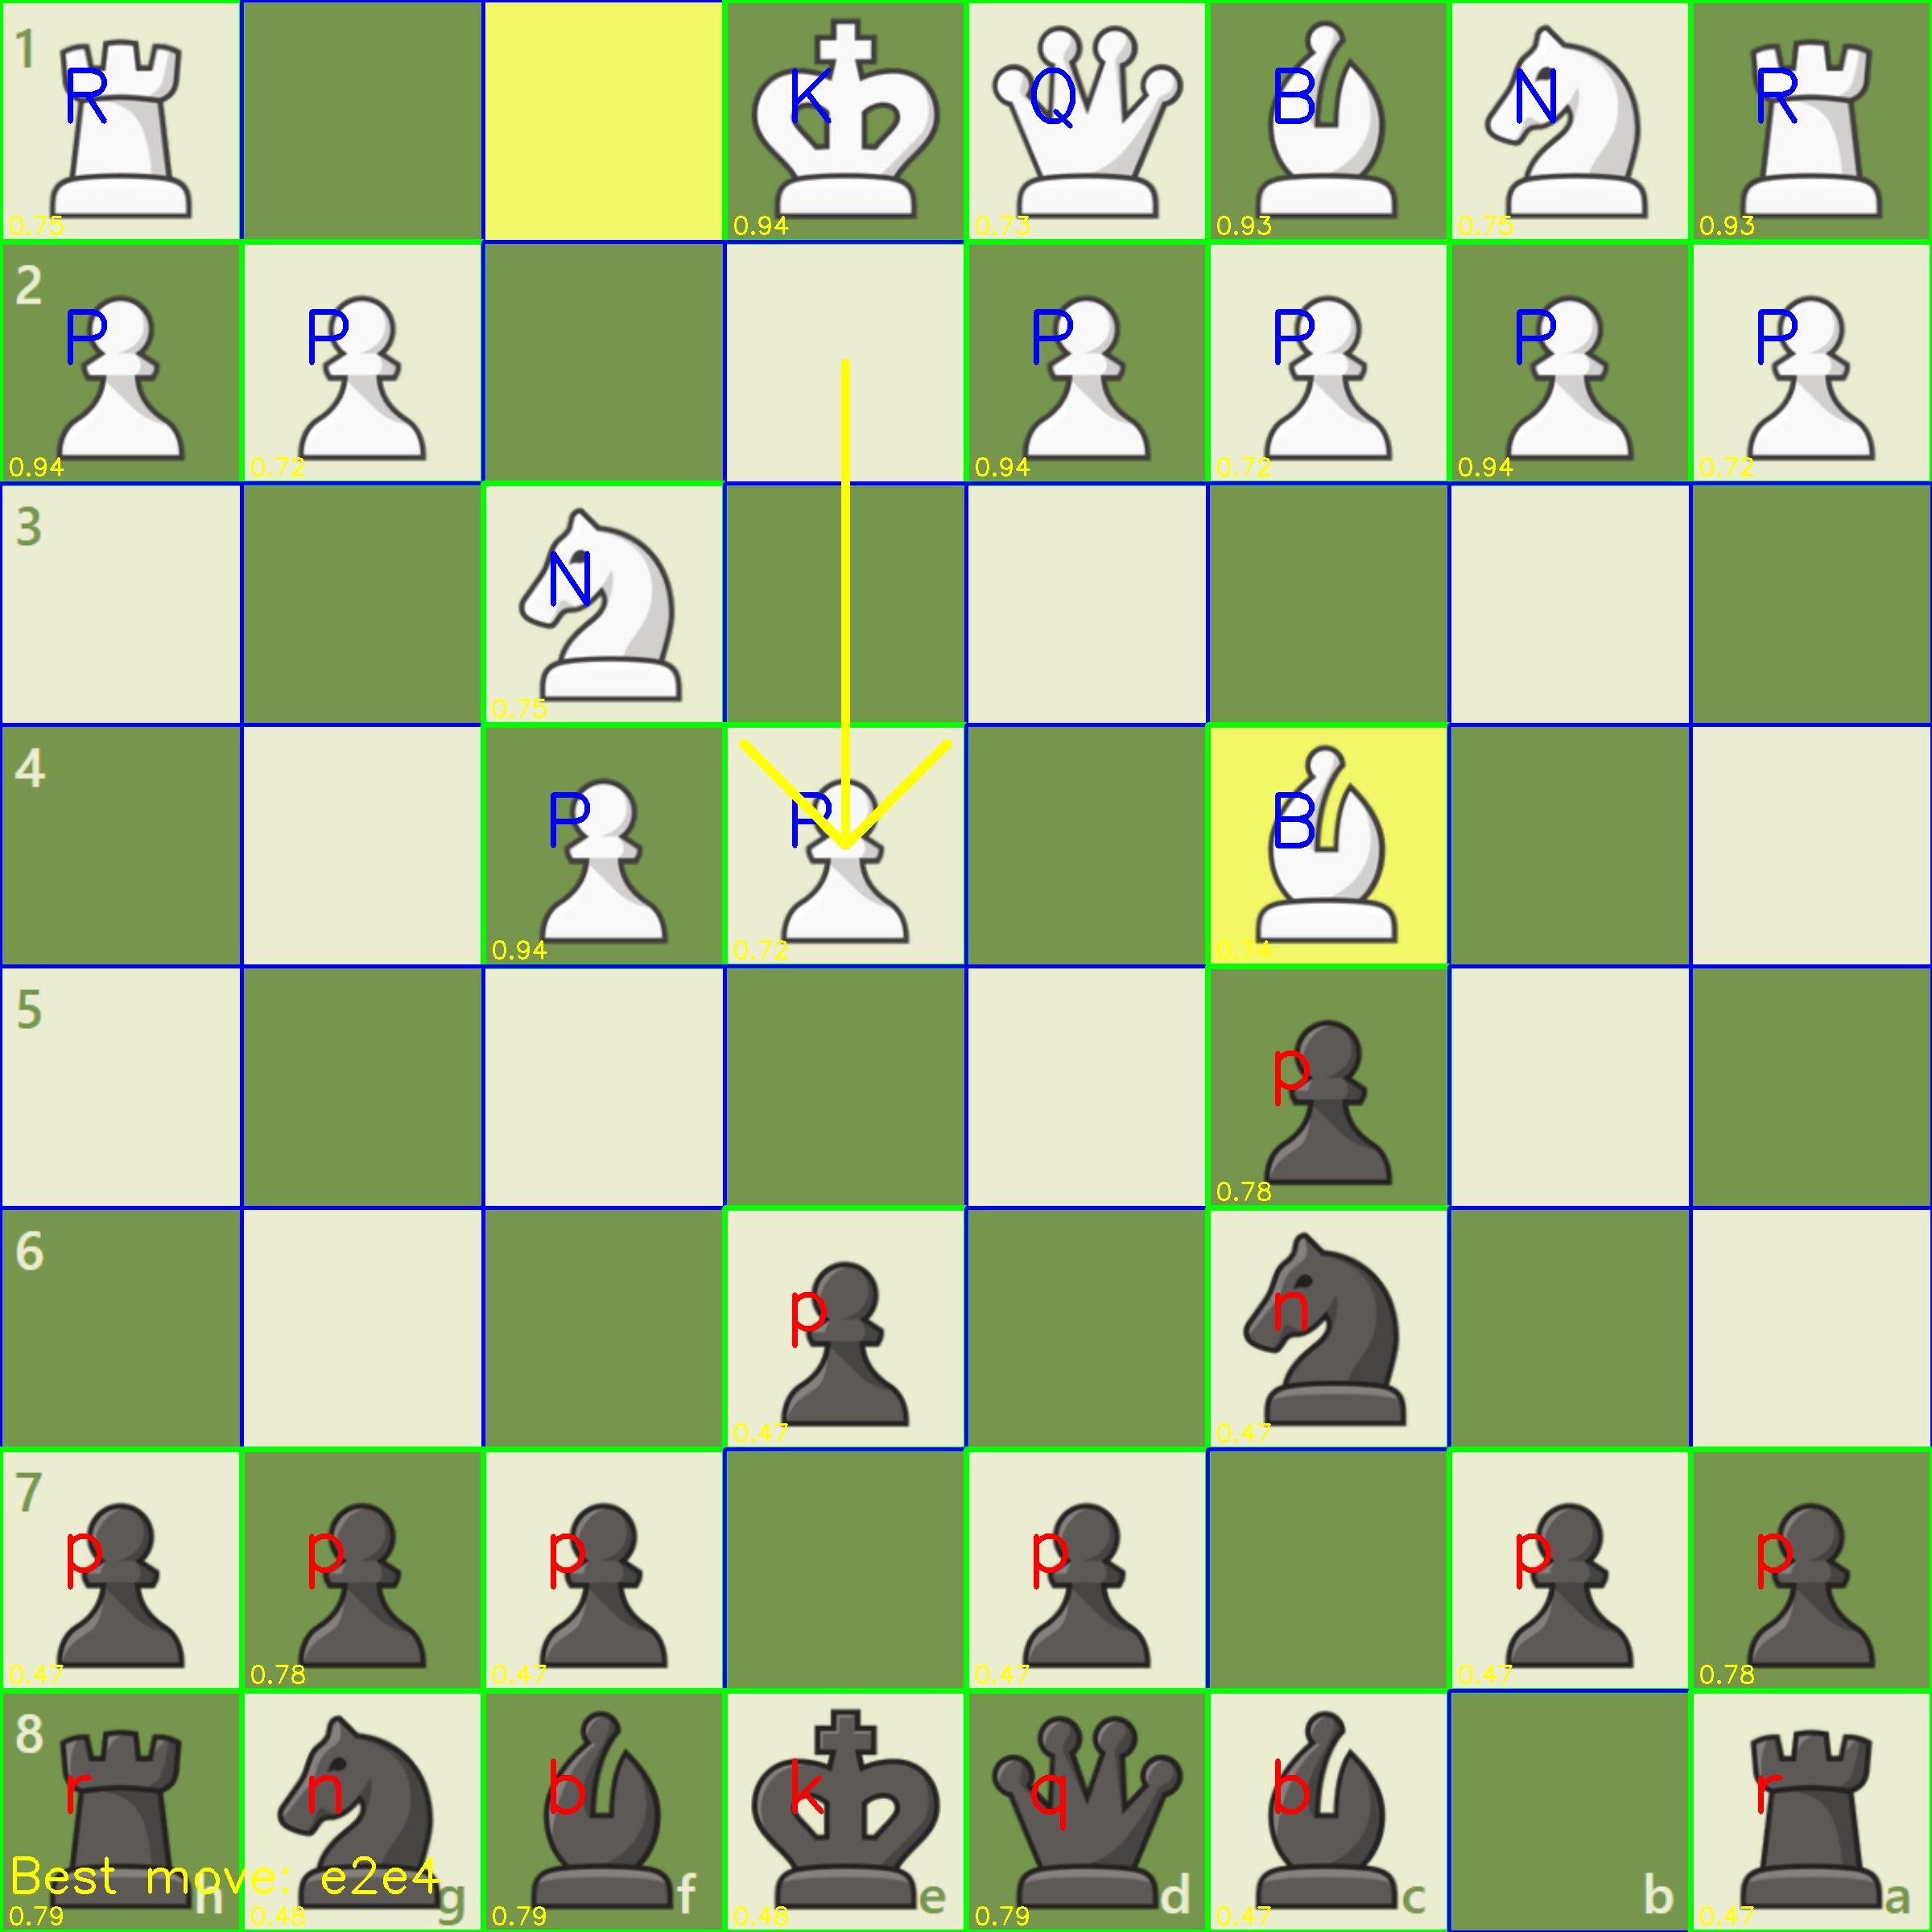 1 R K Q B N R
0.75 0.94 0.73 0.93 0.75 0.93
2 P P P P P P
0.94 0.72 0.94 0.72 0.94 0.72
3 N
0.75
4 P P B
0.94 0.72 0.74
5 p
0.78
6 p n
0.47 0.47
7 p p p p p p
0.47 0.78 0.47 0.47 0.47 0.78
8 r n b k q b r
Best move: e2e4
h g f e d c b a
0.79 0.48 0.79 0.48 0.79 0.47 0.47